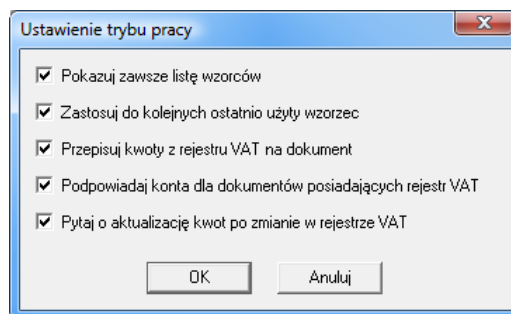 Ustawienie trybu pracy
Pokazuj zawsze listę wzorców
Zastosuj do kolejnych ostatnio użyty wzorzec
Przepisuj kwoty z rejestru VAT na dokument
Podpowiadaj konta dla dokumentów posiadających rejestr VAT
Pytaj o aktualizację kwot po zmianie w rejestrze VAT
OK Anuluj